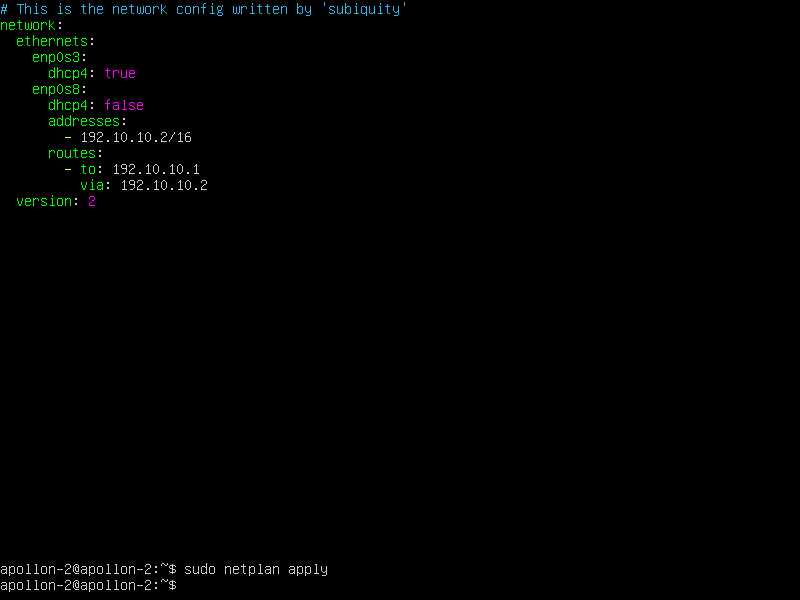 # This is the network config written by 'subiquity'
network:
  ethernets:
    enp0s3:
      dhcp4: true
    enp0s8:
      dhcp4: false
      addresses:
        - 192.10.10.2/16
      routes:
        - to: 192.10.10.1
          via: 192.10.10.2
  version: 2
apollon-2@apollon-2:~$ sudo netplan apply
apollon-2@apollon-2:~$